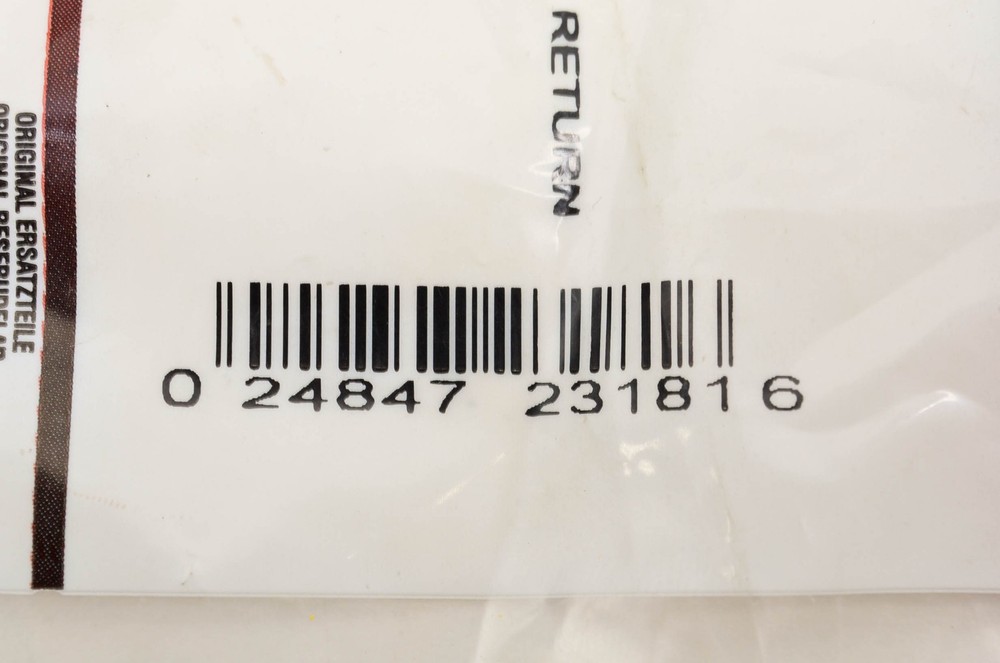 RETURN
ORIGINAL ERSATZTEILE
0 24847 23181 6